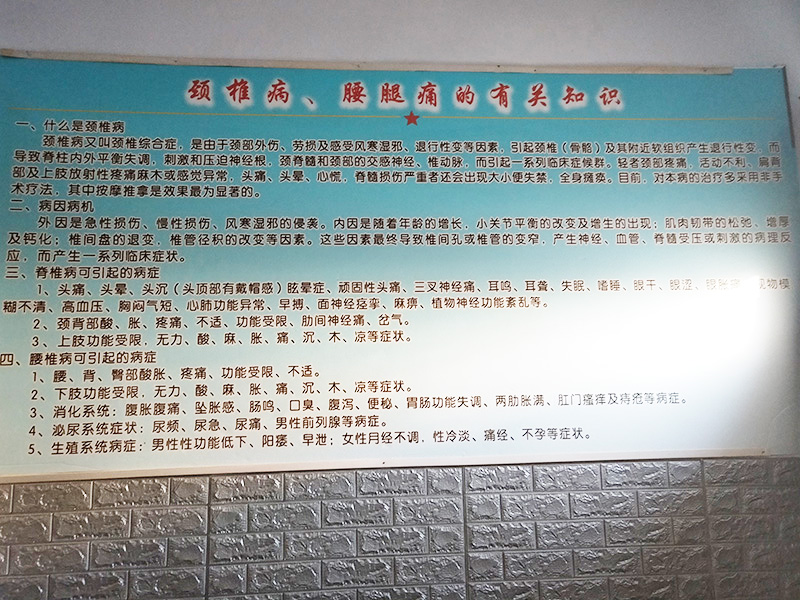 颈椎病、腰腿痛的有关知识
一、什么是颈椎病
颈椎病又叫颈椎综合症，是由于颈部外伤、劳损及感受风寒湿邪、退行性变等因素，引起颈椎（骨骼）及其附近软组织产生退行性变，而
导致脊柱内外平衡失调，刺激和压迫神经根，颈脊髓和颈部的交感神经、椎动脉，而引起一系列临床症候群。轻者颈部疼痛，活动不利、肩背
部及上肢放射性疼痛麻木或感觉异常，头痛、头晕、心慌，脊髓损伤严重者还会出现大小便失禁，全身瘫痪。目前，对本病的治疗多采用非手
术疗法，其中按摩推拿是效果最为显著的。
二、病因病机
外因是急性损伤、慢性损伤、风寒湿邪的侵袭。内因是随着年龄的增长，小关节平衡的改变及增生的出现；肌肉韧带的松弛、增厚
及钙化；椎间盘的退变，椎管径积的改变等因素。这些因素最终导致椎间孔或椎管的变窄，产生神经、血管、脊髓受压或刺激的病理反
应，而产生一系列临床症状。
三、脊椎病可引起的病症
1、头痛、头晕、头沉（头顶部有戴帽感）眩晕症、顽固性头痛、三叉神经痛、耳鸣、耳聋、失眠、嗜睡、眼干、眼涩、眼胀 视物模
糊不清、高血压、胸闷气短、心肺功能异常、早搏、面神经痉挛、麻痹、植物神经功能紊乱等。
2、颈背部酸、胀、疼痛、不适、功能受限、肋间神经痛、岔气。
3、上肢功能受限，无力、酸、麻、胀、痛、沉、木、凉等症状。
四、腰椎病可引起的病症
1、腰、背、臀部酸胀、疼痛、功能受限、不适。
2、下肢功能受限，无力、酸、麻、胀、痛、沉、木、凉等症状。
3、消化系统：腹胀腹痛、坠胀感、肠鸣、口臭、腹泻、便秘、胃肠功能失调、两肋胀满、肛门瘙痒及痔疮等病症。
4、泌尿系统症状：尿频、尿急、尿痛、男性前列腺等病症。
5、生殖系统病症：男性性功能低下、阳痿、早泄；女性月经不调，性冷淡、痛经、不孕等症状。